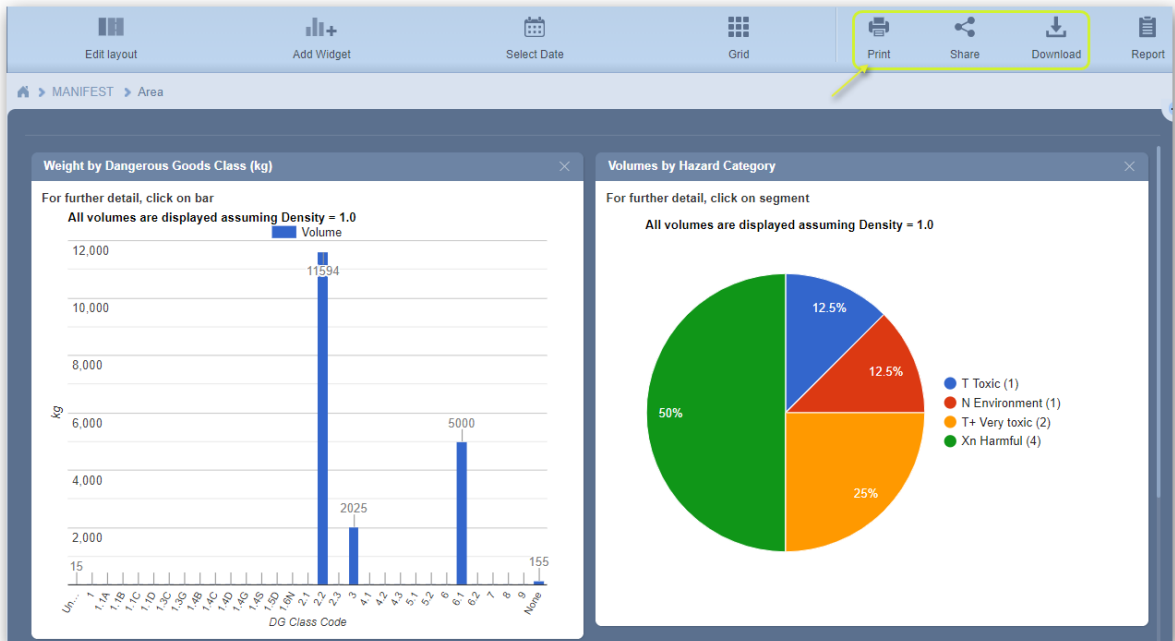 Edit layout
Add Widget
Select Date
Grid
Print
Share
Download
Report
MANIFEST
Area
Weight by Dangerous Goods Class (kg)
For further detail, click on bar
All volumes are displayed assuming Density = 1.0
Volume
12,000
10,000
8,000
6,000
4,000
2,000
kg
15
11594
2025
5000
155
Un...
1
1.1A
1.1B
1.1C
1.1D
1.3C
1.3G
1.4B
1.4C
1.4D
1.4G
1.4S
1.5D
1.6N
2.1
2.2
2.3
3
4.1
4.2
4.3
5.1
5.2
6
6.1
6.2
7
8
9
None
DG Class Code
Volumes by Hazard Category
For further detail, click on segment
All volumes are displayed assuming Density = 1.0
12.5%
12.5%
25%
50%
T Toxic (1)
N Environment (1)
T+ Very toxic (2)
Xn Harmful (4)